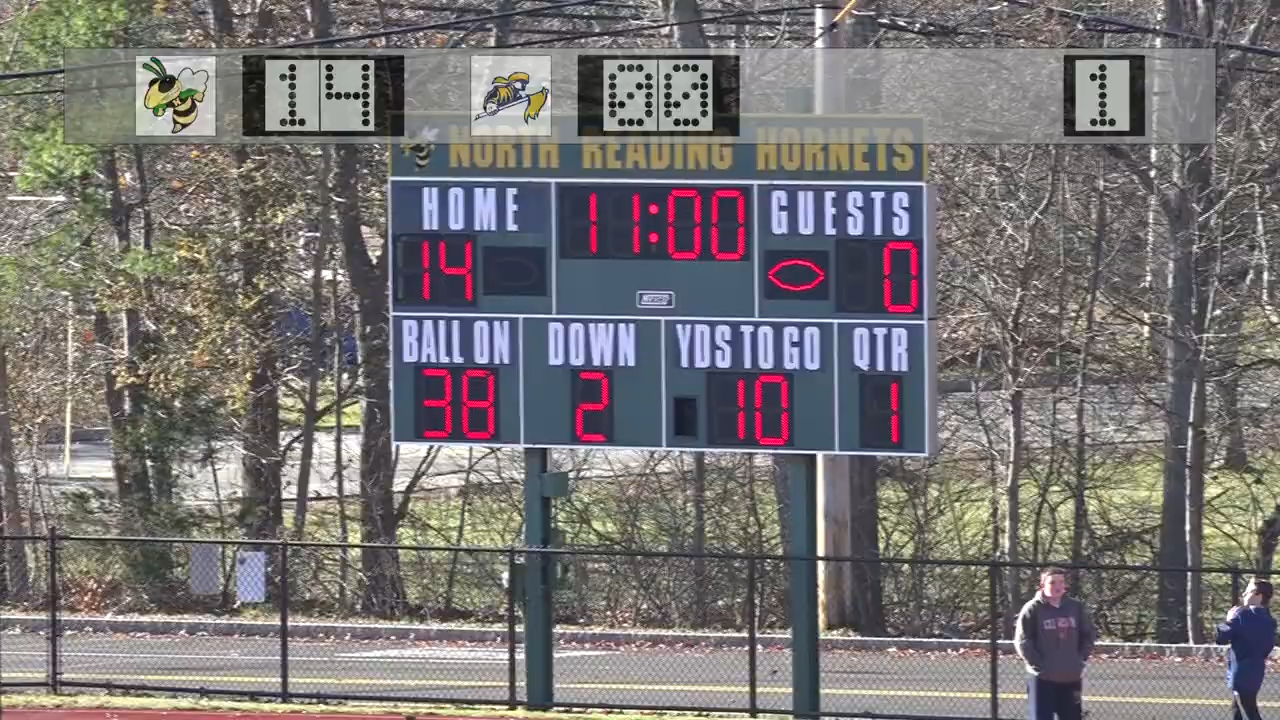 14 00 1
NORTH READING HORNETS
HOME 11:00 GUESTS
14 0
BALL ON DOWN YDS TO GO QTR
38 2 10 1